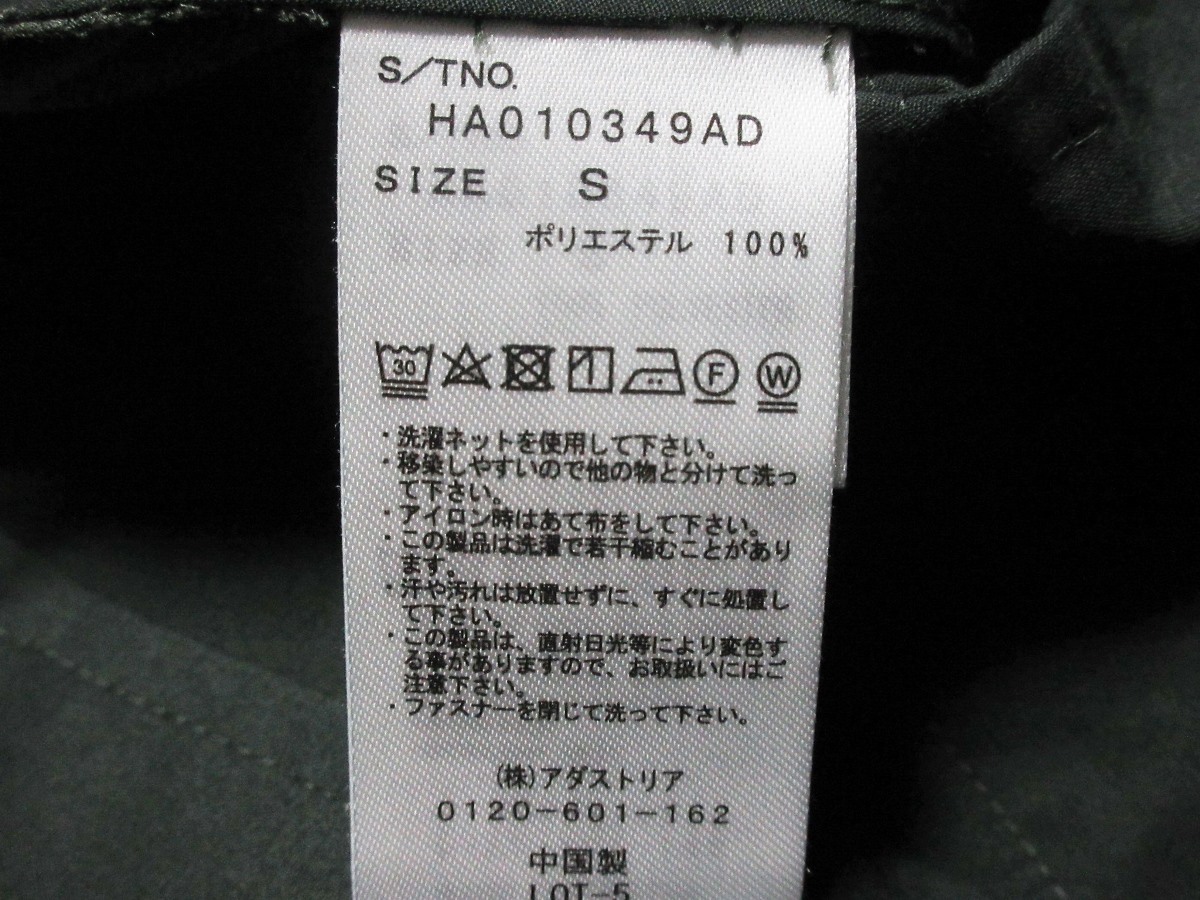 S/TNO.
HA010349AD
SIZE S
ポリエステル 100%
30 F W
・洗濯ネットを使用して下さい。
・移染しやすいので他の物と分けて洗っ
て下さい。
・アイロン時はあて布をして下さい。
・この製品は洗濯で若干縮むことがあり
ます。
・汗や汚れは放置せずに、すぐに処置し
て下さい。
・この製品は、直射日光等により変色す
る事がありますので、お取扱いにはご
注意下さい。
・ファスナーを閉じて洗って下さい。
(株)アダストリア
0120-601-162
中国製
LOT-5